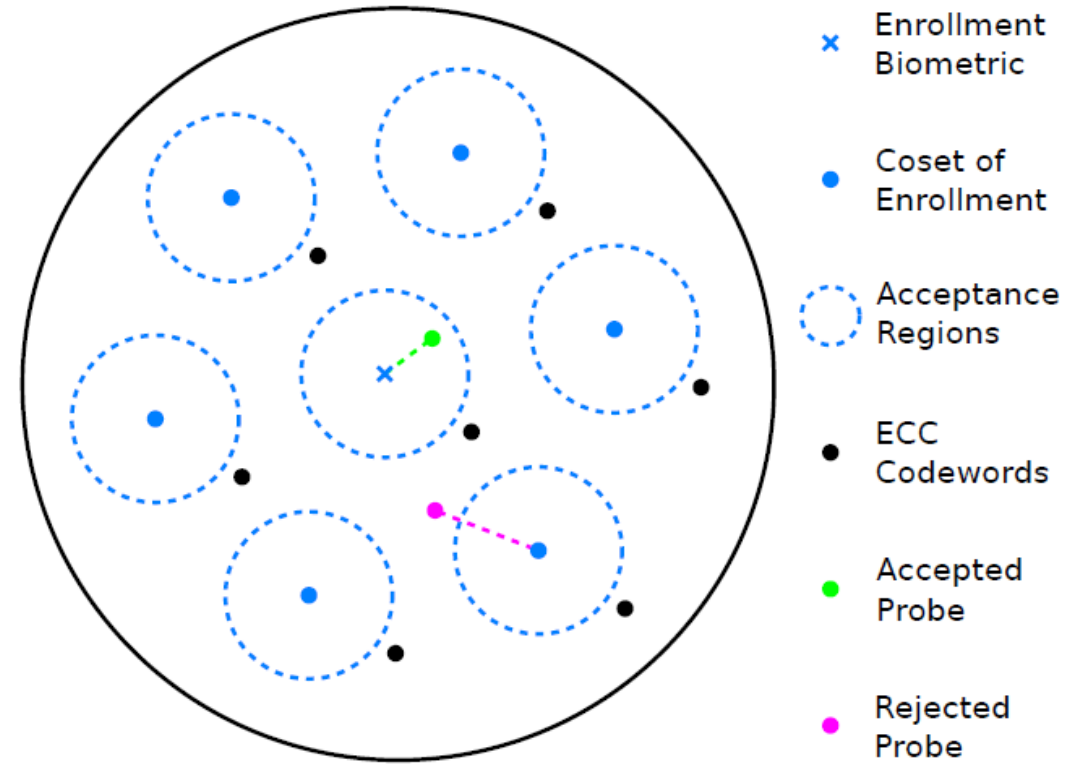 Enrollment
Biometric
Coset of
Enrollment
Acceptance
Regions
ECC
Codewords
Accepted
Probe
Rejected
Probe